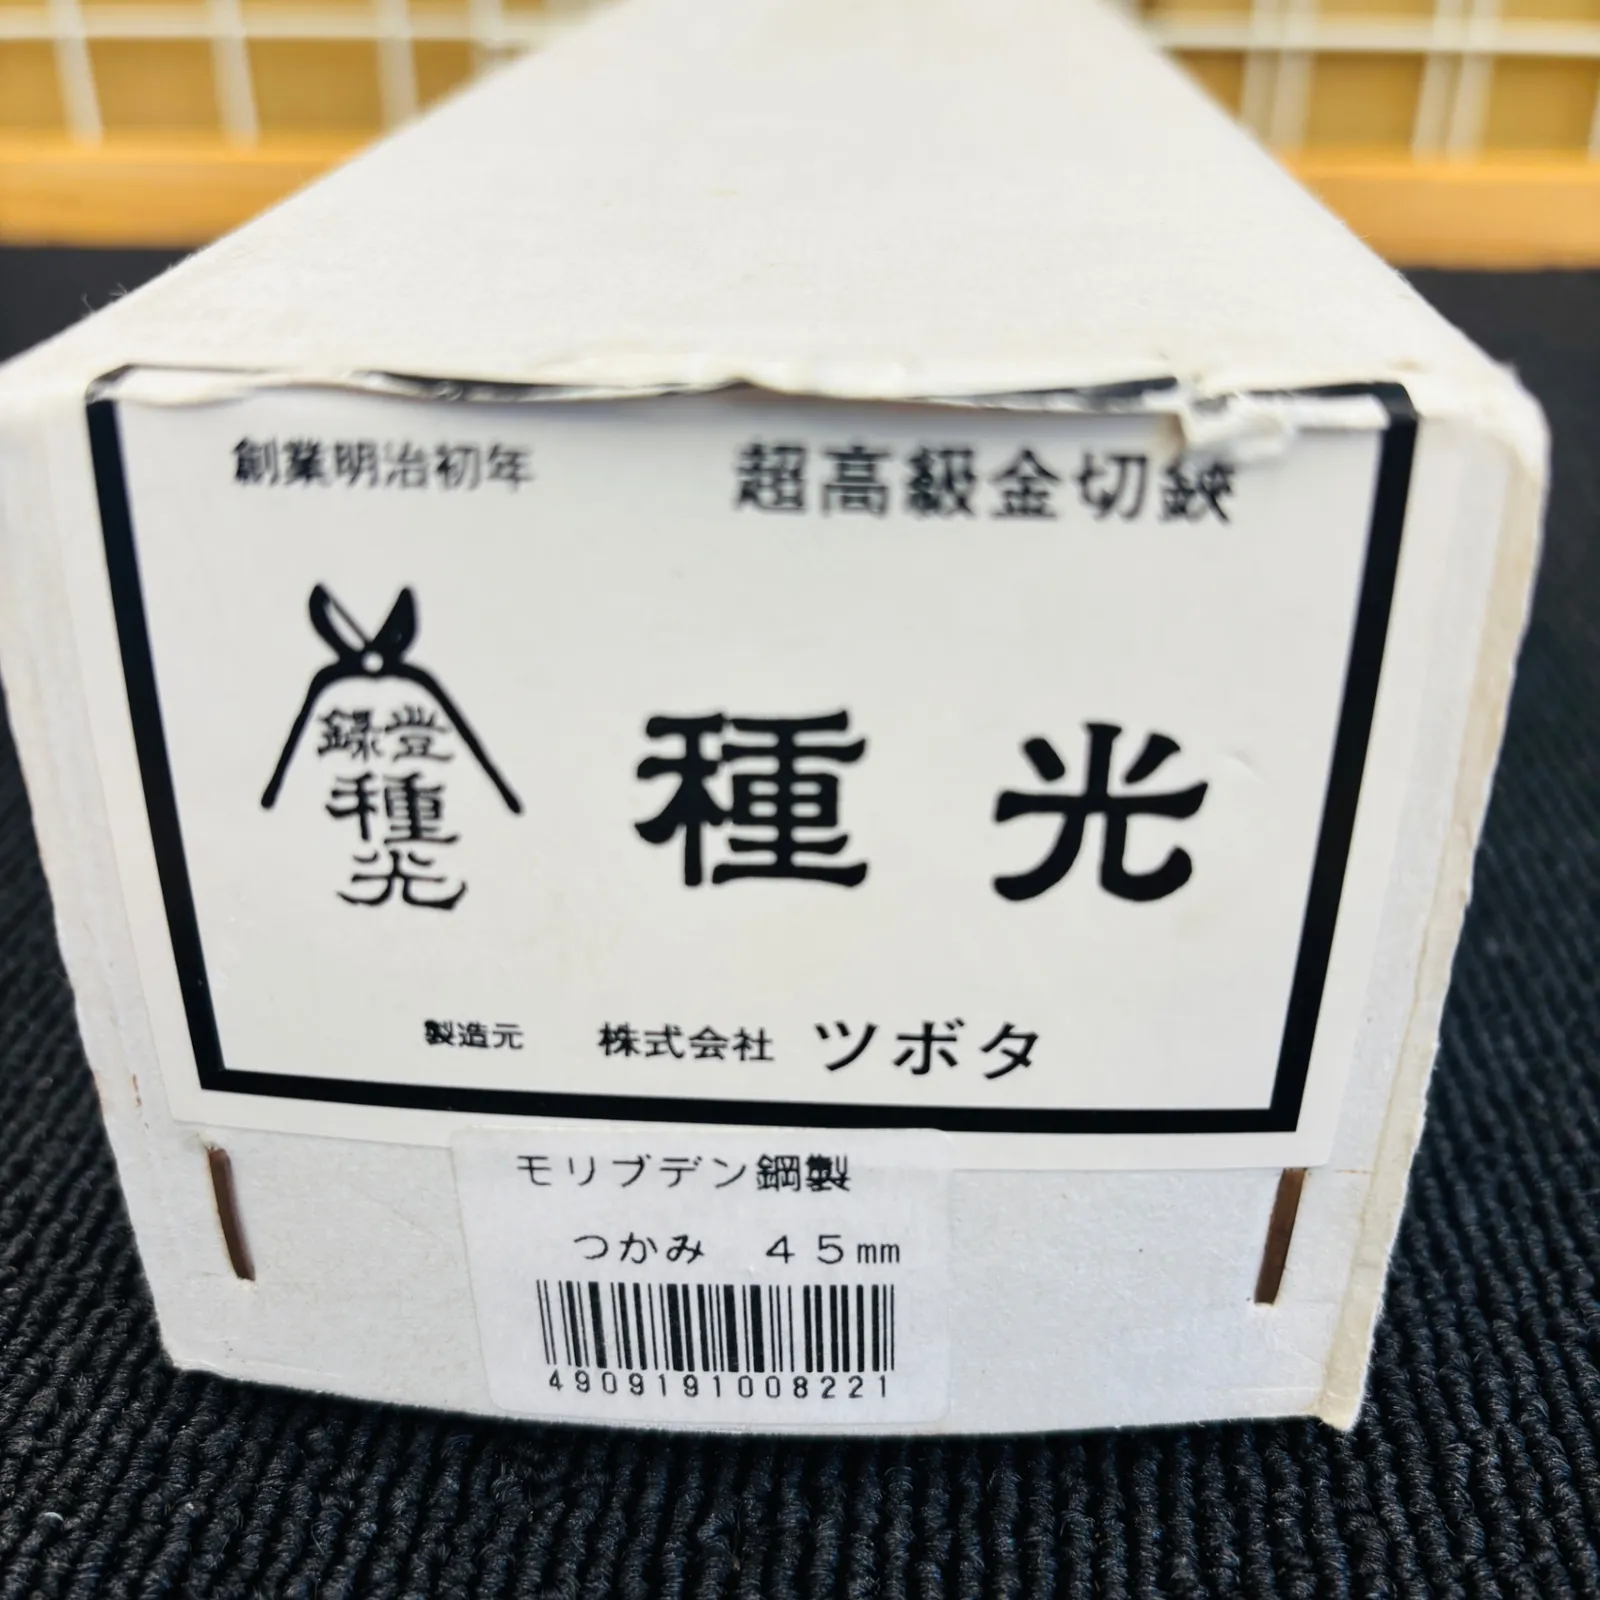 創業明治初年
超高級金切鋏
登録
種光
種光
製造元 株式会社 ツボタ
モリブデン鋼製
つかみ 45mm
4909191008221